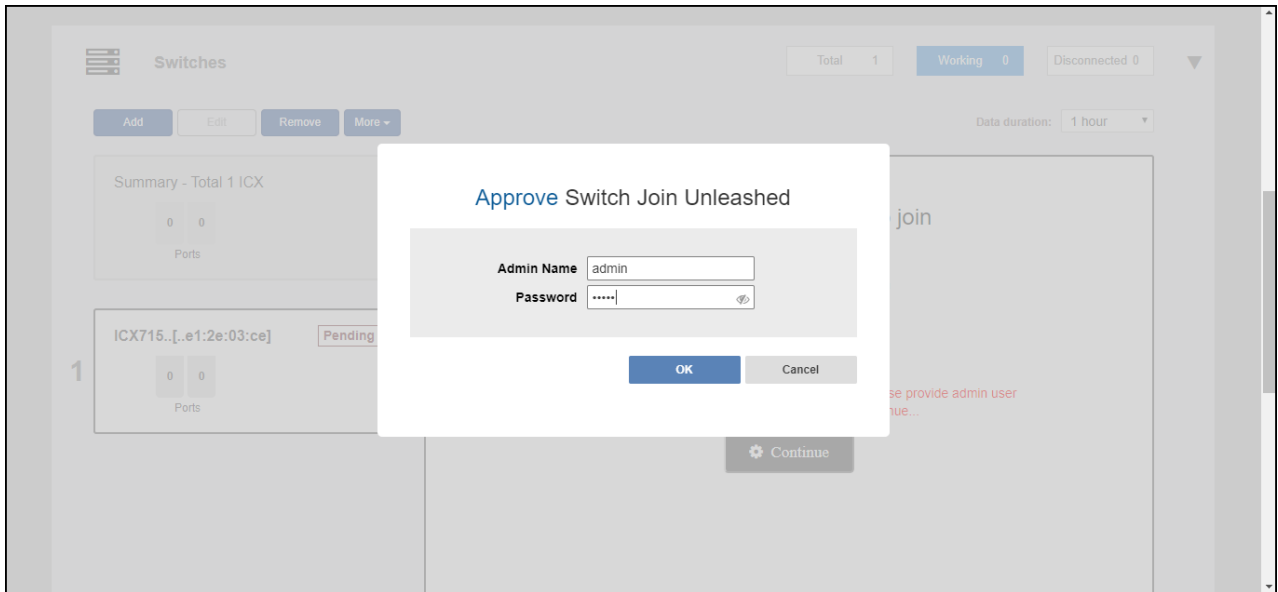 Switches
Total 1
Working 0
Disconnected 0
Add
Edit
Remove
More
Data duration: 1 hour
Summary - Total 1 ICX
0 0
Ports
1
ICX715..[..e1:2e:03:ce]
Pending
0 0
Ports
Approve Switch Join Unleashed
Admin Name admin
Password •••••
OK
Cancel
join
provide admin user
Continue